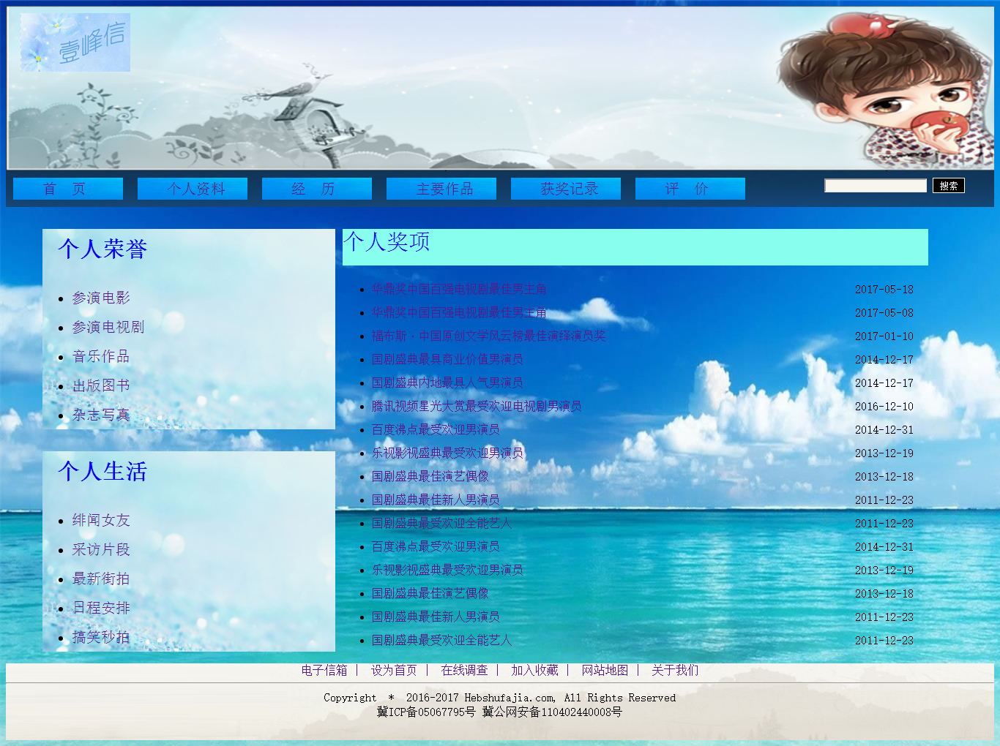 壹峰信
首 页 个人资料 经 历 主要作品 获奖记录 评 价 搜索
个人荣誉
参演电影
参演电视剧
音乐作品
出版图书
杂志写真
个人生活
绯闻女友
采访片段
最新街拍
日程安排
搞笑秒拍
个人奖项
华鼎奖中国百强电视剧最佳男主角 2017-05-18
华鼎奖中国百强电视剧最佳男主角 2017-05-08
福布斯·中国原创文学风云榜最佳演绎演员奖 2017-01-10
国剧盛典最具商业价值男演员 2014-12-17
国剧盛典内地最具人气男演员 2014-12-17
腾讯视频星光大赏最受欢迎电视剧男演员 2016-12-10
百度沸点最受欢迎男演员 2014-12-31
乐视影视盛典最受欢迎男演员 2013-12-19
国剧盛典最佳演艺偶像 2013-12-18
国剧盛典最佳新人男演员 2011-12-23
国剧盛典最受欢迎全能艺人 2011-12-23
百度沸点最受欢迎男演员 2014-12-31
乐视影视盛典最受欢迎男演员 2013-12-19
国剧盛典最佳演艺偶像 2013-12-18
国剧盛典最佳新人男演员 2011-12-23
国剧盛典最受欢迎全能艺人 2011-12-23
电子信箱 | 设为首页 | 在线调查 | 加入收藏 | 网站地图 | 关于我们
Copyright * 2016-2017 Hebshufajia.com, All Rights Reserved
冀ICP备05067795号 冀公网安备110402440008号